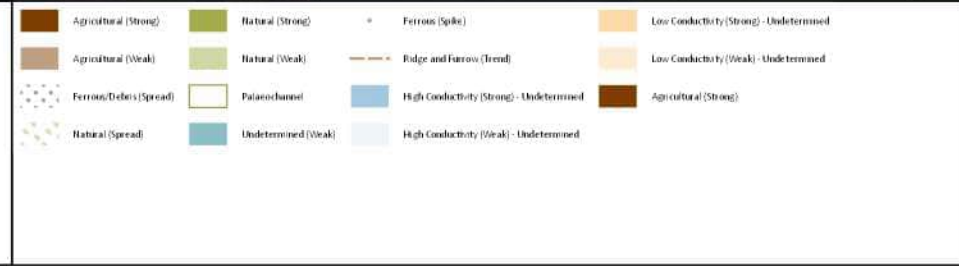 Agricultural (Strong)
Agricultural (Weak)
Ferrous/Debris (Spread)
Natural (Spread)
Natural (Strong)
Natural (Weak)
Palaeochannel
Undetermined (Weak)
Ferrous (Spike)
Ridge and Furrow (Trend)
High Conductivity (Strong) - Undetermined
High Conductivity (Weak) - Undetermined
Low Conductivity (Strong) - Undetermined
Low Conductivity (Weak) - Undetermined
Agricultural (Strong)